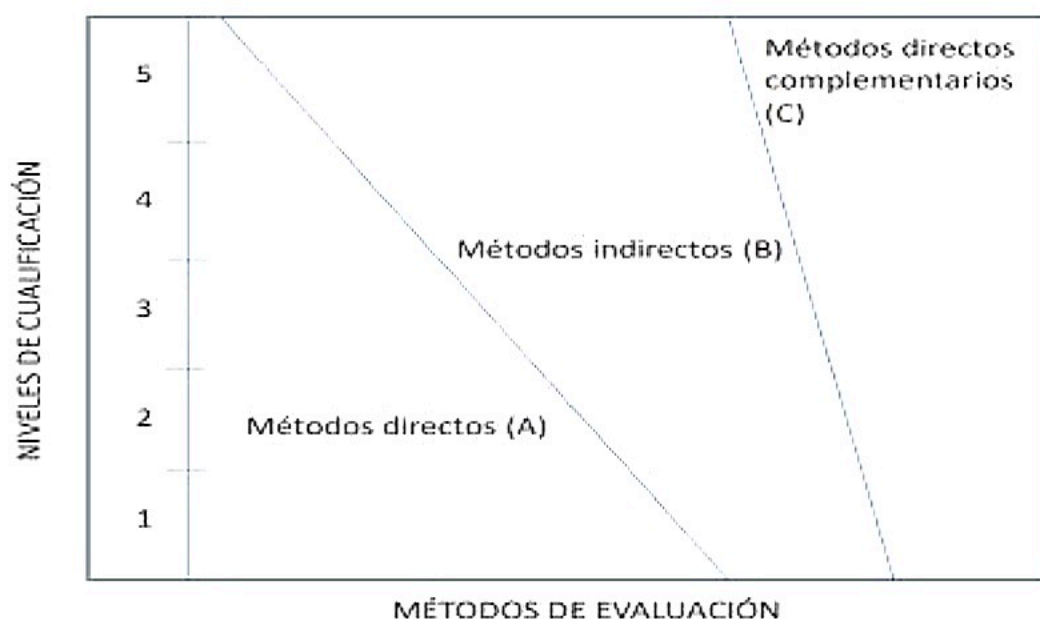 5
Métodos directos
complementarios
(C)
4
Métodos indirectos (B)
3
2
Métodos directos (A)
1
NIVELES DE CUALIFICACIÓN
MÉTODOS DE EVALUACIÓN